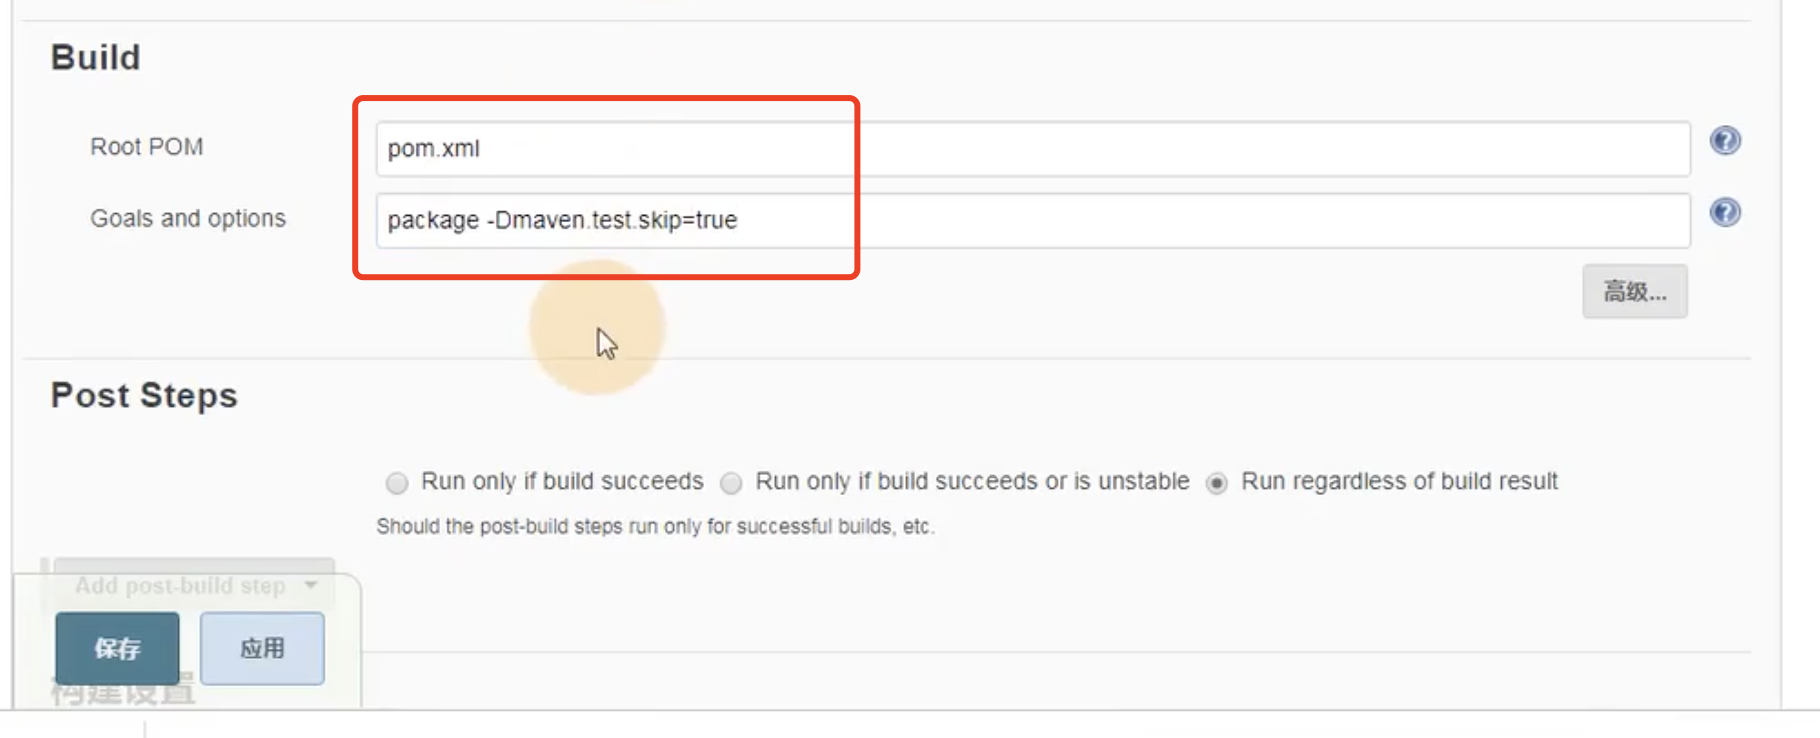 Build
Root POM
pom.xml
Goals and options
package -Dmaven.test.skip=true
高级...
Post Steps
Run only if build succeeds Run only if build succeeds or is unstable Run regardless of build result
Should the post-build steps run only for successful builds, etc.
Add post-build step
保存 应用
构建设置